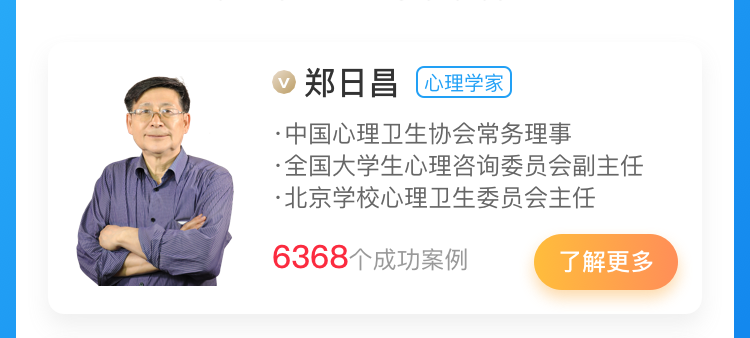 郑日昌 心理学家
·中国心理卫生协会常务理事
·全国大学生心理咨询委员会副主任
·北京学校心理卫生委员会主任
6368个成功案例 了解更多